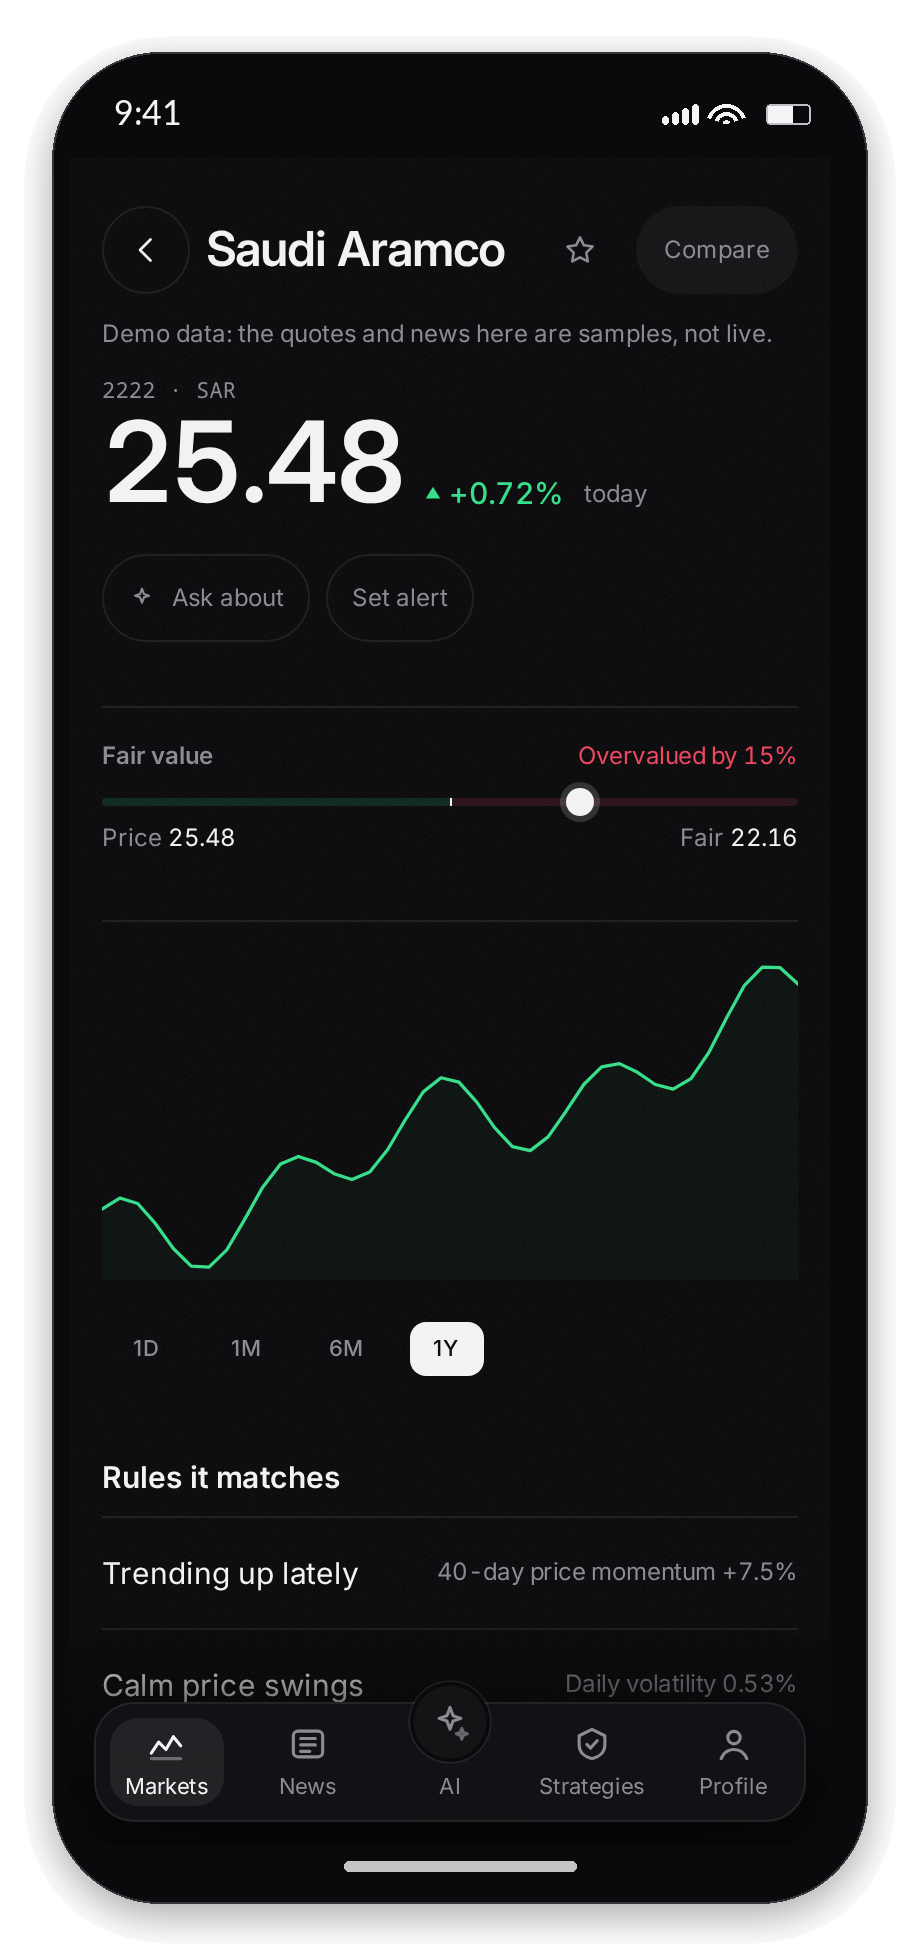 9:41
Saudi Aramco
Compare
Demo data: the quotes and news here are samples, not live.
2222 · SAR
25.48 +0.72% today
Ask about
Set alert
Fair value
Overvalued by 15%
Price 25.48
Fair 22.16
1D 1M 6M 1Y
Rules it matches
Trending up lately
40-day price momentum +7.5%
Calm price swings
Daily volatility 0.53%
Markets
News
AI
Strategies
Profile